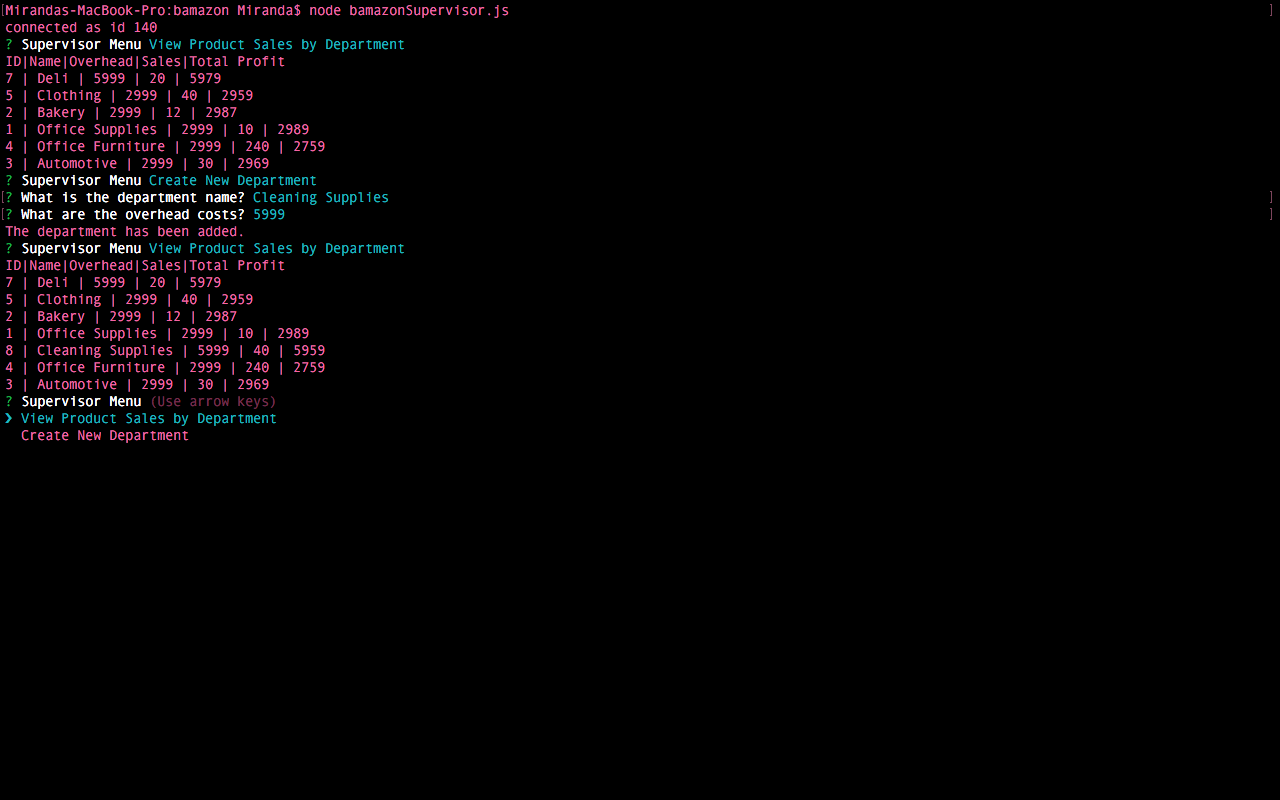 [Mirandas-MacBook-Pro:bamazon Miranda$ node bamazonSupervisor.js ]
connected as id 140
? Supervisor Menu View Product Sales by Department
ID|Name|Overhead|Sales|Total Profit
7 | Deli | 5999 | 20 | 5979
5 | Clothing | 2999 | 40 | 2959
2 | Bakery | 2999 | 12 | 2987
1 | Office Supplies | 2999 | 10 | 2989
4 | Office Furniture | 2999 | 240 | 2759
3 | Automotive | 2999 | 30 | 2969
? Supervisor Menu Create New Department
[? What is the department name? Cleaning Supplies ]
[? What are the overhead costs? 5999 ]
The department has been added.
? Supervisor Menu View Product Sales by Department
ID|Name|Overhead|Sales|Total Profit
7 | Deli | 5999 | 20 | 5979
5 | Clothing | 2999 | 40 | 2959
2 | Bakery | 2999 | 12 | 2987
1 | Office Supplies | 2999 | 10 | 2989
8 | Cleaning Supplies | 5999 | 40 | 5959
4 | Office Furniture | 2999 | 240 | 2759
3 | Automotive | 2999 | 30 | 2969
? Supervisor Menu (Use arrow keys)
❯ View Product Sales by Department
Create New Department